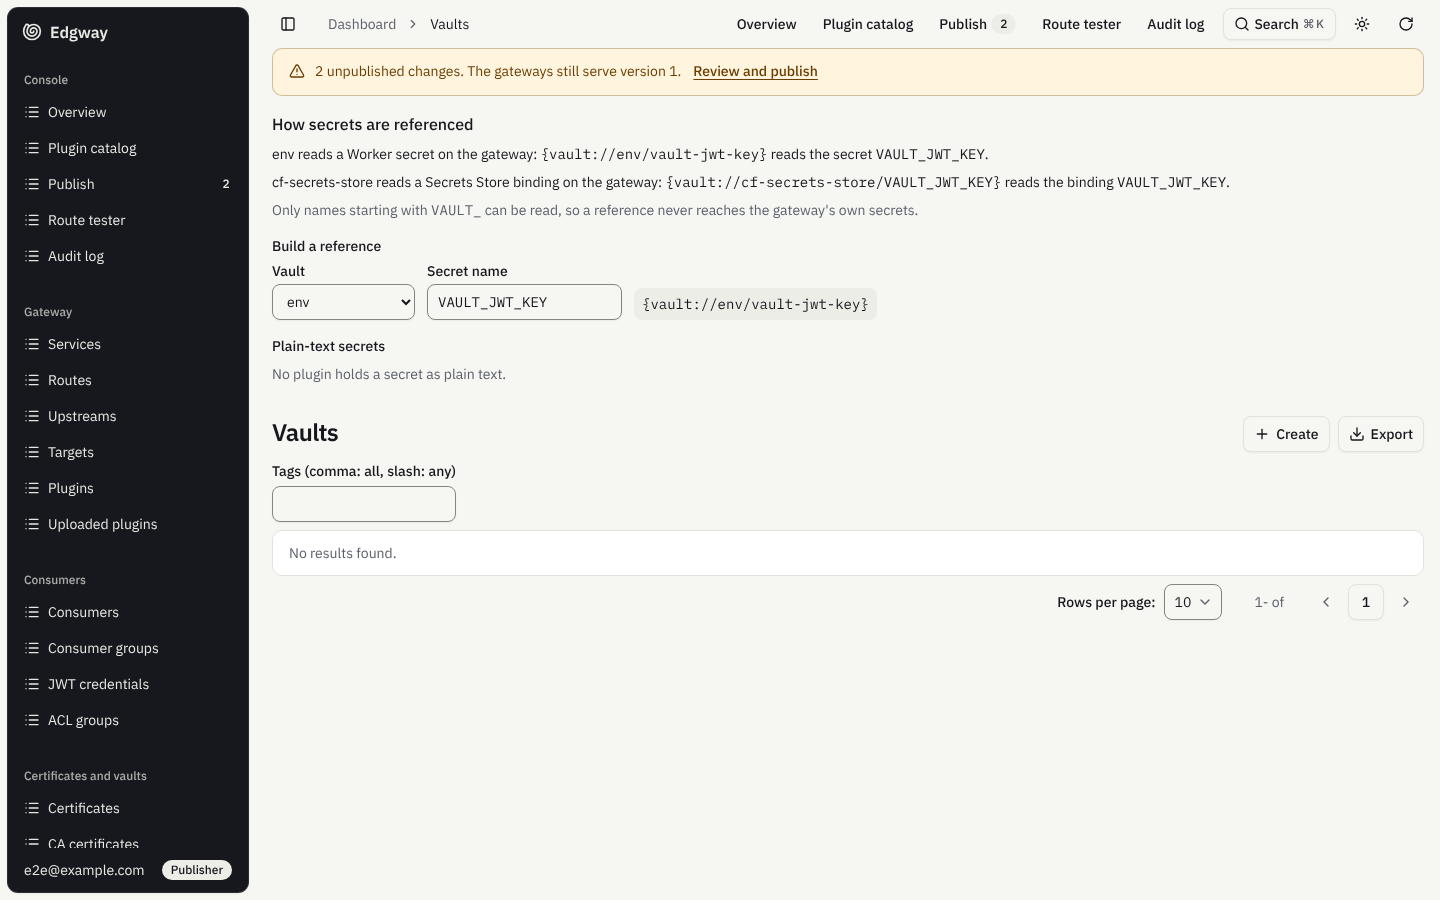 Edgway
Console
Overview
Plugin catalog
Publish 2
Route tester
Audit log
Gateway
Services
Routes
Upstreams
Targets
Plugins
Uploaded plugins
Consumers
Consumers
Consumer groups
JWT credentials
ACL groups
Certificates and vaults
Certificates
CA certificates
e2e@example.com Publisher
Dashboard > Vaults
Overview Plugin catalog Publish 2 Route tester Audit log Search ⌘K
2 unpublished changes. The gateways still serve version 1. Review and publish
How secrets are referenced
env reads a Worker secret on the gateway: {vault://env/vault-jwt-key} reads the secret VAULT_JWT_KEY.
cf-secrets-store reads a Secrets Store binding on the gateway: {vault://cf-secrets-store/VAULT_JWT_KEY} reads the binding VAULT_JWT_KEY.
Only names starting with VAULT_ can be read, so a reference never reaches the gateway's own secrets.
Build a reference
Vault Secret name
env VAULT_JWT_KEY {vault://env/vault-jwt-key}
Plain-text secrets
No plugin holds a secret as plain text.
Vaults Create Export
Tags (comma: all, slash: any)
No results found.
Rows per page: 10 1- of 1